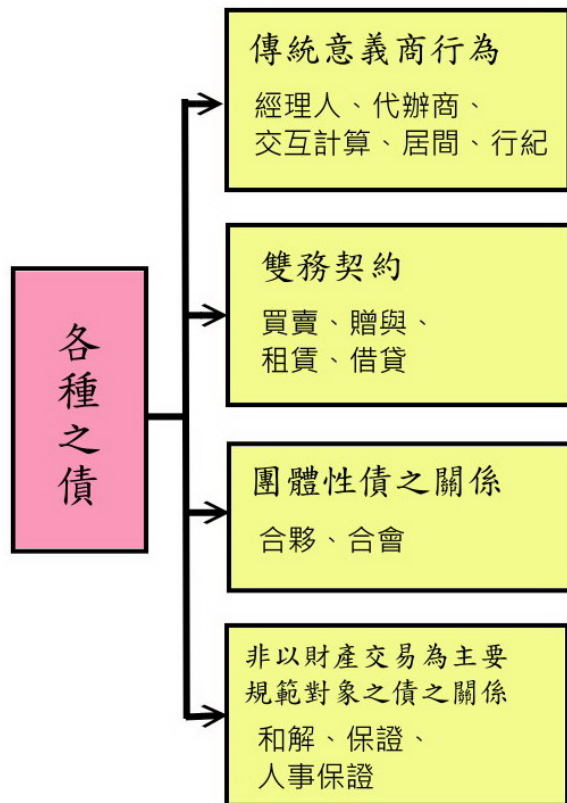 各種之債
傳統意義商行為
經理人、代辦商、
交互計算、居間、行紀
雙務契約
買賣、贈與、
租賃、借貸
團體性債之關係
合夥、合會
非以財產交易為主要
規範對象之債之關係
和解、保證、
人事保證